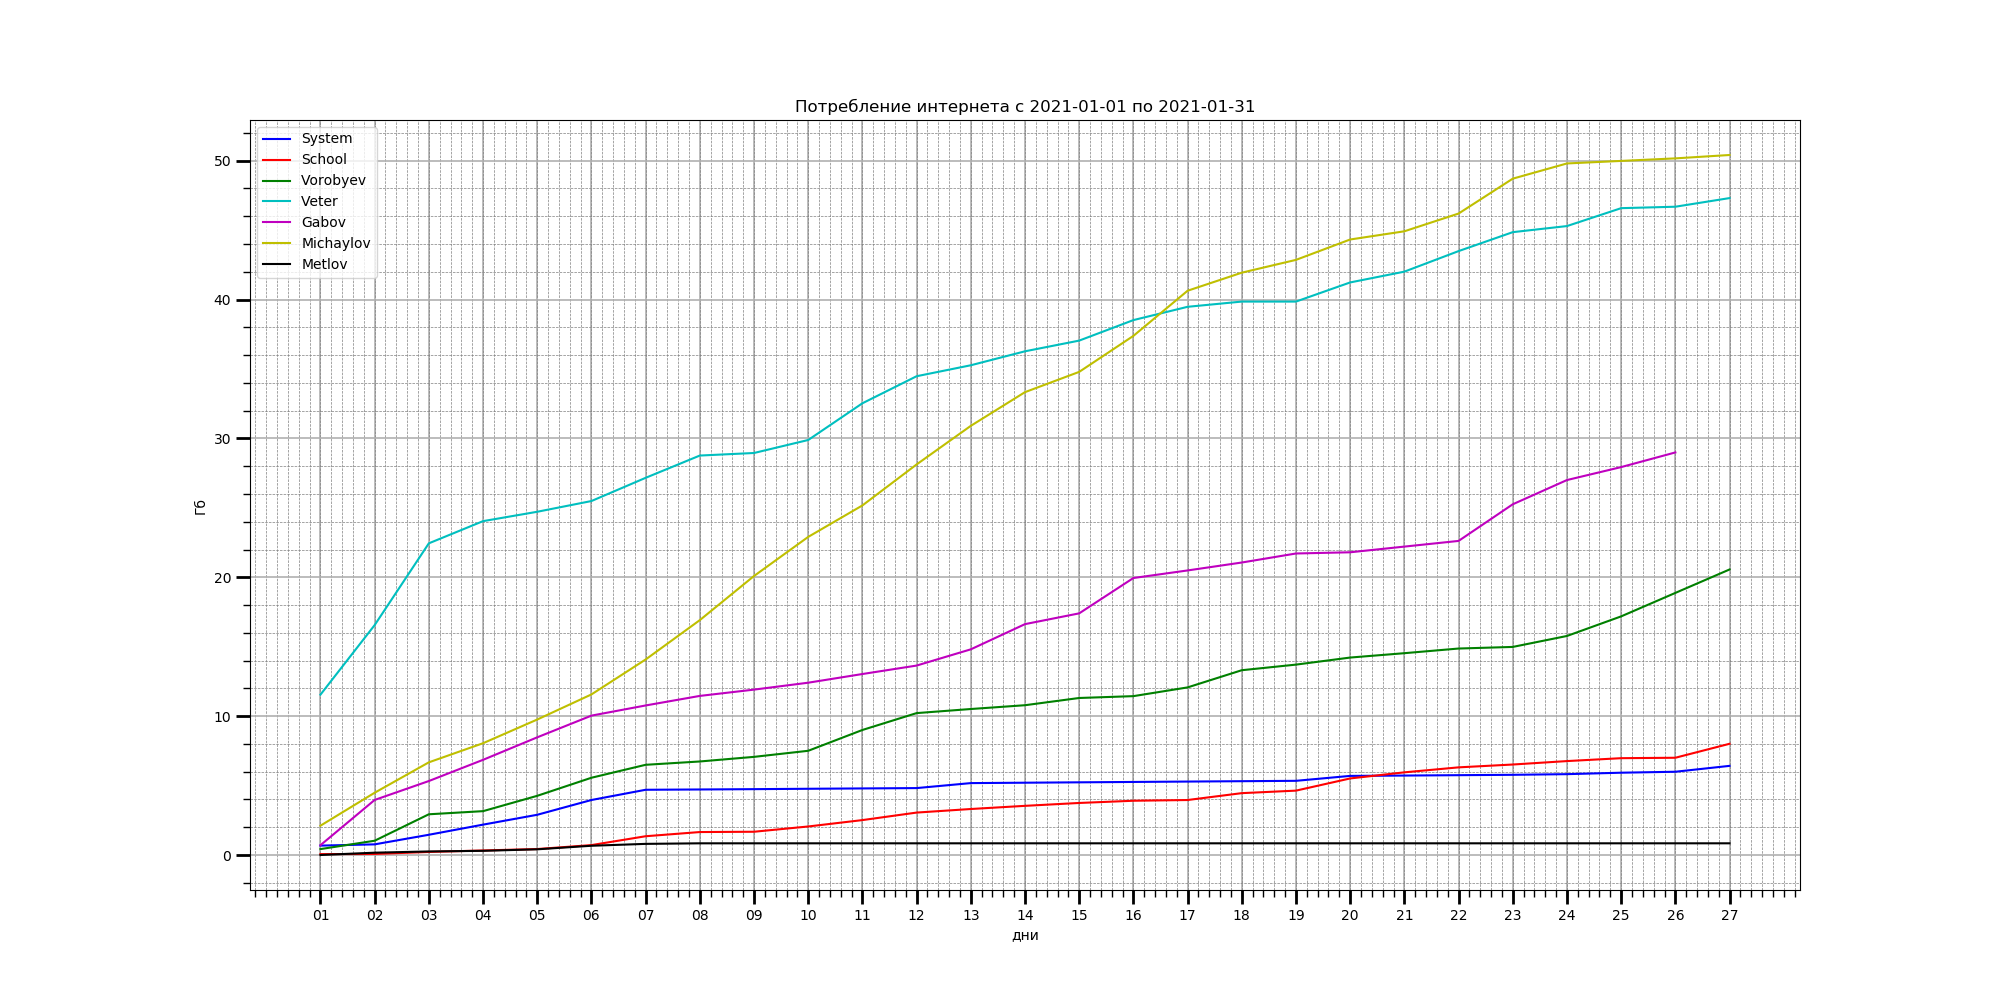 Потребление интернета с 2021-01-01 по 2021-01-31
System
School
Vorobyev
Veter
Gabov
Michaylov
Metlov
50
40
30
20
10
0
Гб
01 02 03 04 05 06 07 08 09 10 11 12 13 14 15 16 17 18 19 20 21 22 23 24 25 26 27
дни